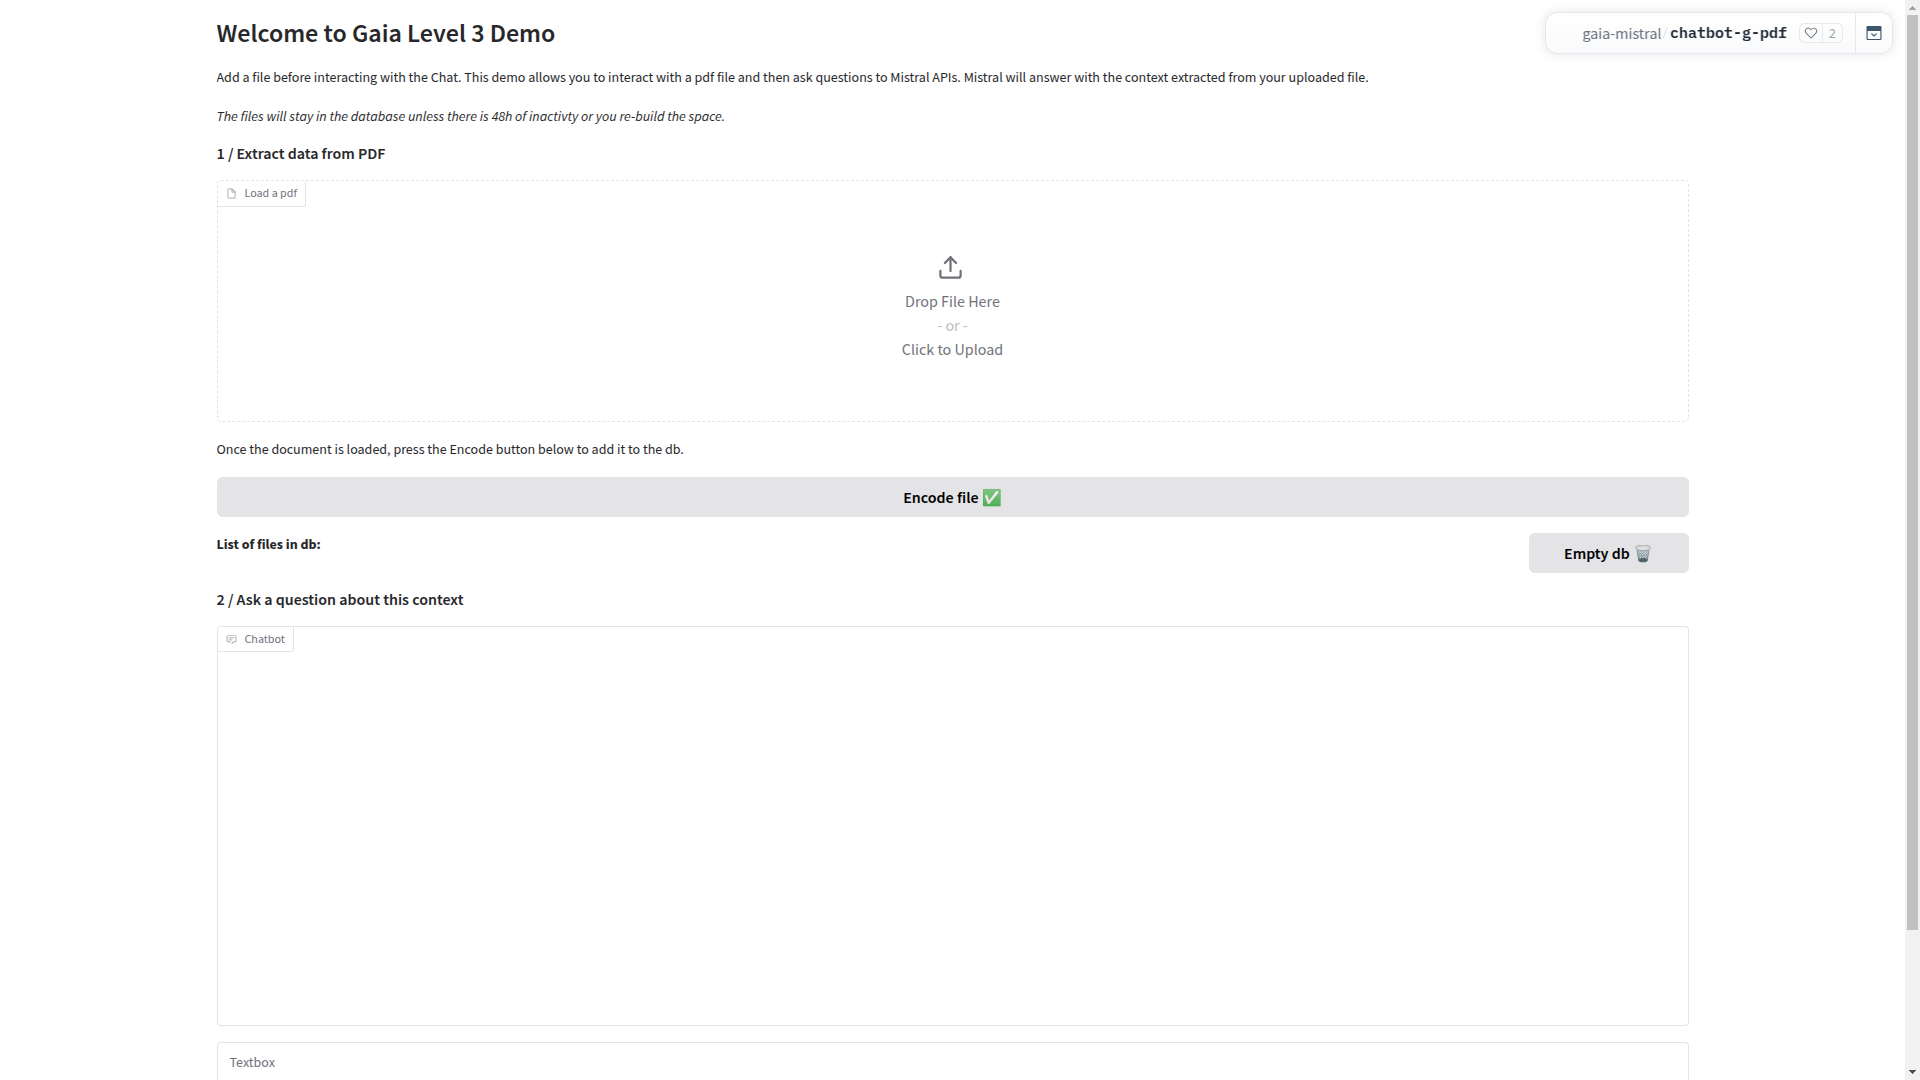 Welcome to Gaia Level 3 Demo
gaia-mistral/chatbot-g-pdf 2
Add a file before interacting with the Chat. This demo allows you to interact with a pdf file and then ask questions to Mistral APIs. Mistral will answer with the context extracted from your uploaded file.
The files will stay in the database unless there is 48h of inactivty or you re-build the space.
1 / Extract data from PDF
Load a pdf
Drop File Here
- or -
Click to Upload
Once the document is loaded, press the Encode button below to add it to the db.
Encode file ✅
List of files in db:
Empty db 🗑️
2 / Ask a question about this context
Chatbot
Textbox